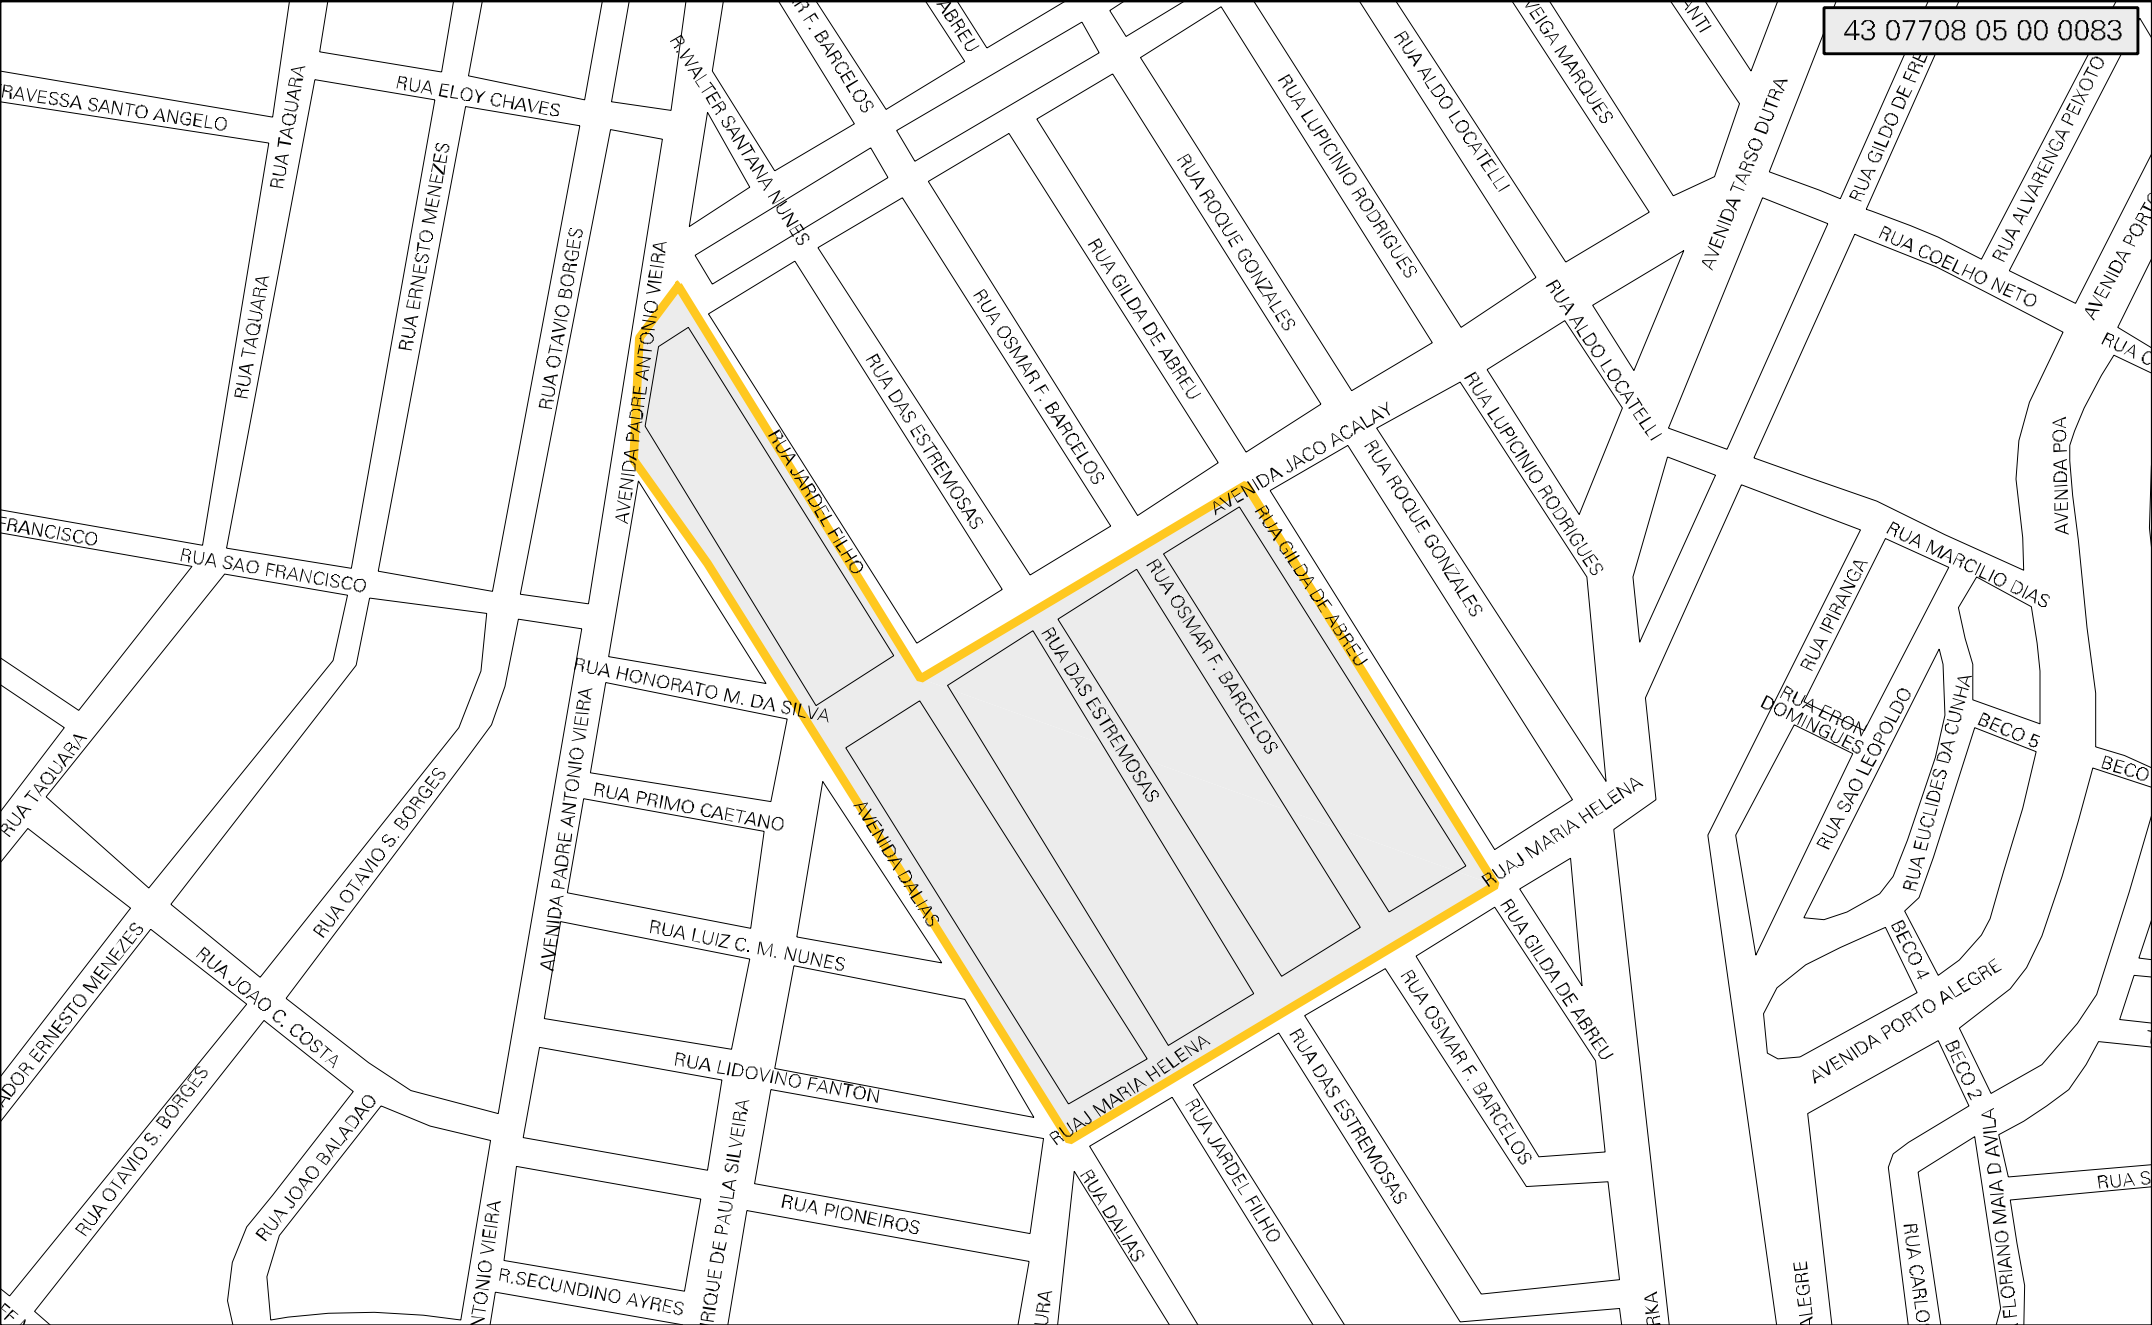 43 07708 05 00 0083
R F. BARCELOS
ABREU
VEIGA MARQUES
ANTI
RUA ELOY CHAVES
RAVESSA SANTO ANGELO
RUA TAQUARA
R.WALTER SANTANA NUNES
RUA LUPICINIO RODRIGUES
RUA ALDO LOCATELLI
AVENIDA TARSO DUTRA
RUA GILDO DE FRE
RUA ALVARENGA PEIXOTO
RUA ERNESTO MENEZES
RUA ROQUE GONZALES
AVENIDA PORTO
RUA OTAVIO BORGES
AVENIDA PADRE ANTONIO VIEIRA
RUA GILDA DE ABREU
RUA COELHO NETO
RUA TAQUARA
RUA OSMAR F. BARCELOS
RUA ALDO LOCATELLI
RUA C
RUA DAS ESTREMOSAS
RUA LUPICINIO RODRIGUES
AVENIDA JACO ACALAY
RUA JARDEL FILHO
AVENIDA POA
RUA ROQUE GONZALES
FRANCISCO
RUA SAO FRANCISCO
RUA GILDA DE ABREU
RUA MARCILIO DIAS
RUA OSMAR F. BARCELOS
RUA IPIRANGA
RUA DAS ESTREMOSAS
RUA HONORATO M. DA SILVA
RUA ERON
DOMINGUES
RUA SAO LEOPOLDO
RUA EUCLIDES DA CUNHA
BECO 5
BECO
AVENIDA PADRE ANTONIO VIEIRA
RUA TAQUARA
RUA OTAVIO S. BORGES
RUA PRIMO CAETANO
AVENIDA DALIAS
RUAJ MARIA HELENA
RUA LUIZ C. M. NUNES
RUA GILDA DE ABREU
BECO 4
ADOR ERNESTO MENEZES
RUA JOAO C. COSTA
RUA OSMAR F. BARCELOS
AVENIDA PORTO ALEGRE
RUA LIDOVINO FANTON
RUAJ MARIA HELENA
RUA DAS ESTREMOSAS
BECO 2
RUA OTAVIO S. BORGES
RUA JOAO BALADAO
RIQUE DE PAULA SILVEIRA
RUA JARDEL FILHO
FLORIANO MAIA D AVILA
RUA S
RUA DALIAS
RUA PIONEIROS
RUA CARLO
NTONIO VIEIRA
R.SECUNDINO AYRES
URA
RKA
ALEGRE